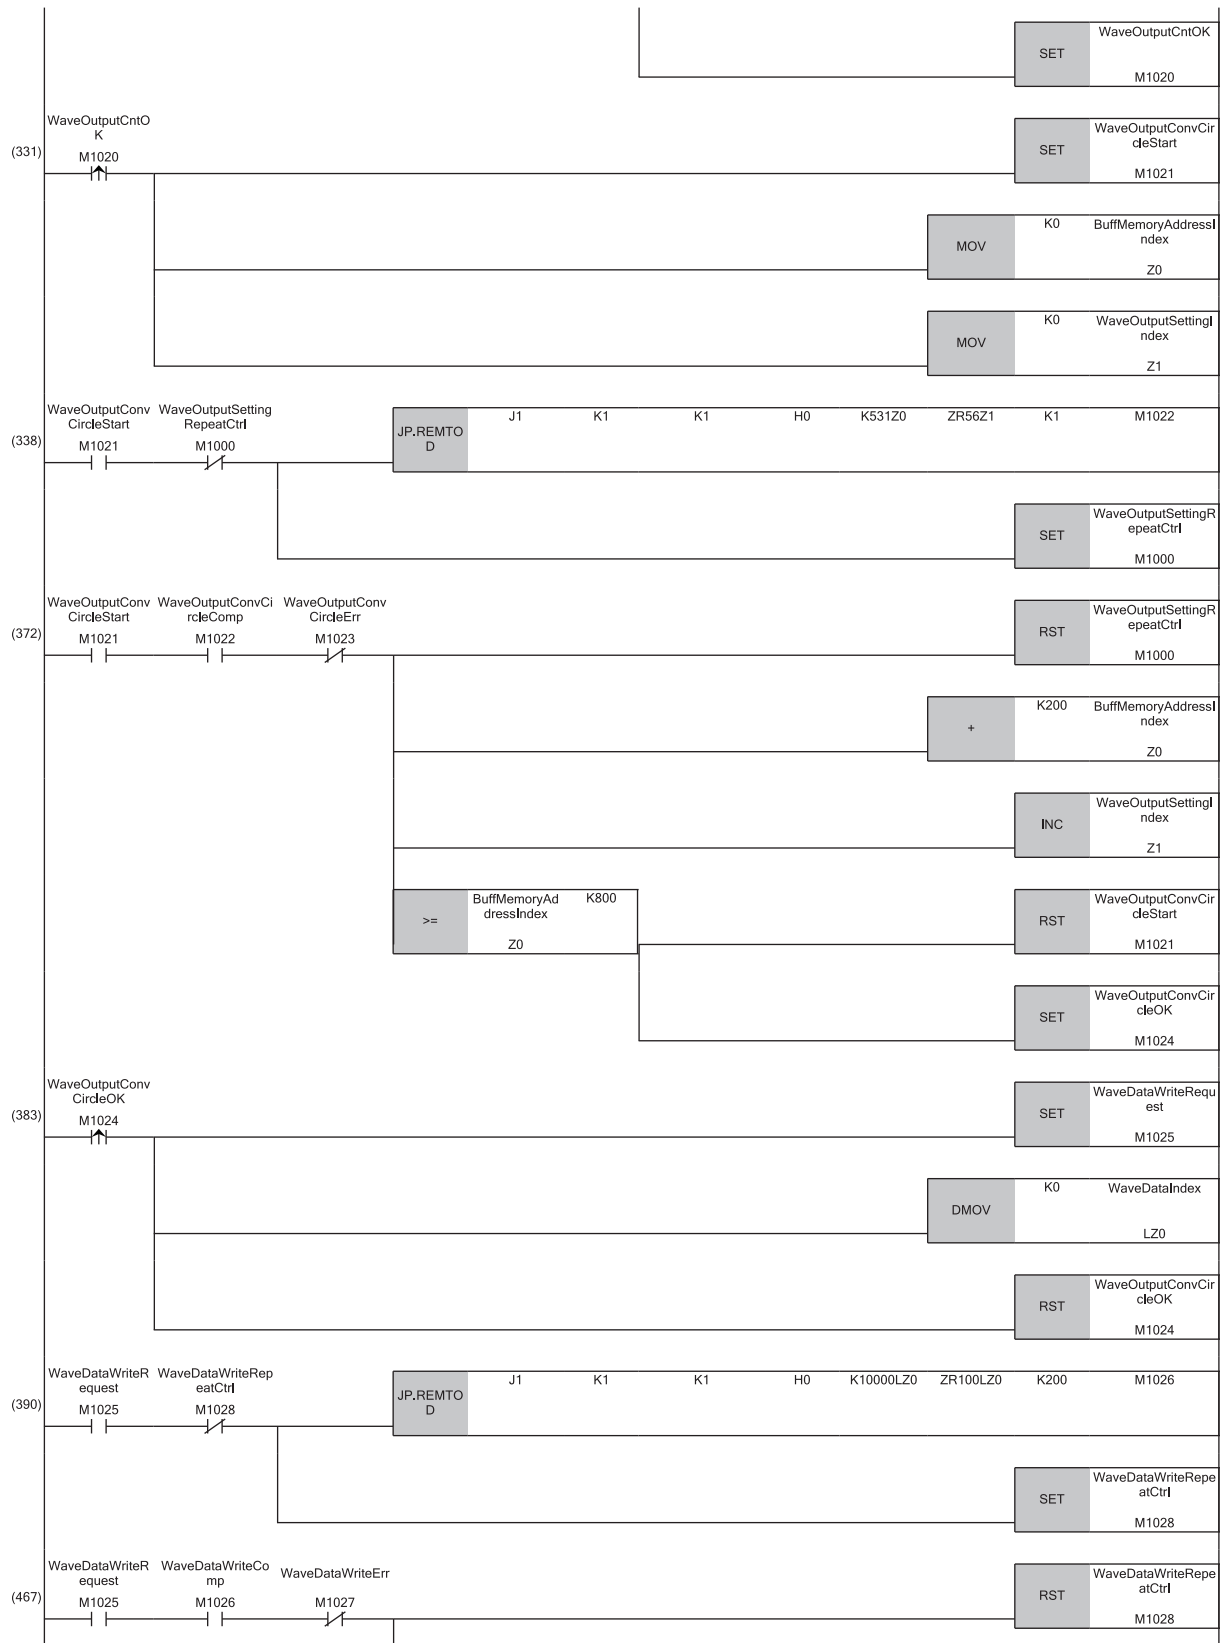 WaveOutputCntOK
SET
M1020
WaveOutputCntO
K
(331)
M1020
SET
WaveOutputConvCir
cleStart
M1021
MOV
K0
BuffMemoryAddressI
ndex
Z0
MOV
K0
WaveOutputSettingI
ndex
Z1
WaveOutputConv
CircleStart
WaveOutputSetting
RepeatCtrl
(338)
M1021
M1000
JP.REMTO
D
J1
K1
K1
H0
K531Z0
ZR56Z1
K1
M1022
SET
WaveOutputSettingR
epeatCtrl
M1000
WaveOutputConv
CircleStart
WaveOutputConvCi
rcleComp
WaveOutputConv
CircleErr
(372)
M1021
M1022
M1023
RST
WaveOutputSettingR
epeatCtrl
M1000
+
K200
BuffMemoryAddressI
ndex
Z0
INC
WaveOutputSettingI
ndex
Z1
>=
BuffMemoryAd
dressIndex
Z0
K800
RST
WaveOutputConvCir
cleStart
M1021
SET
WaveOutputConvCir
cleOK
M1024
WaveOutputConv
CircleOK
(383)
M1024
SET
WaveDataWriteRequ
est
M1025
DMOV
K0
WaveDataIndex
LZ0
RST
WaveOutputConvCir
cleOK
M1024
WaveDataWriteR
equest
WaveDataWriteRep
eatCtrl
(390)
M1025
M1028
JP.REMTO
D
J1
K1
K1
H0
K10000LZ0
ZR100LZ0
K200
M1026
SET
WaveDataWriteRepe
atCtrl
M1028
WaveDataWriteR
equest
WaveDataWriteCo
mp
WaveDataWriteErr
(467)
M1025
M1026
M1027
RST
WaveDataWriteRepe
atCtrl
M1028